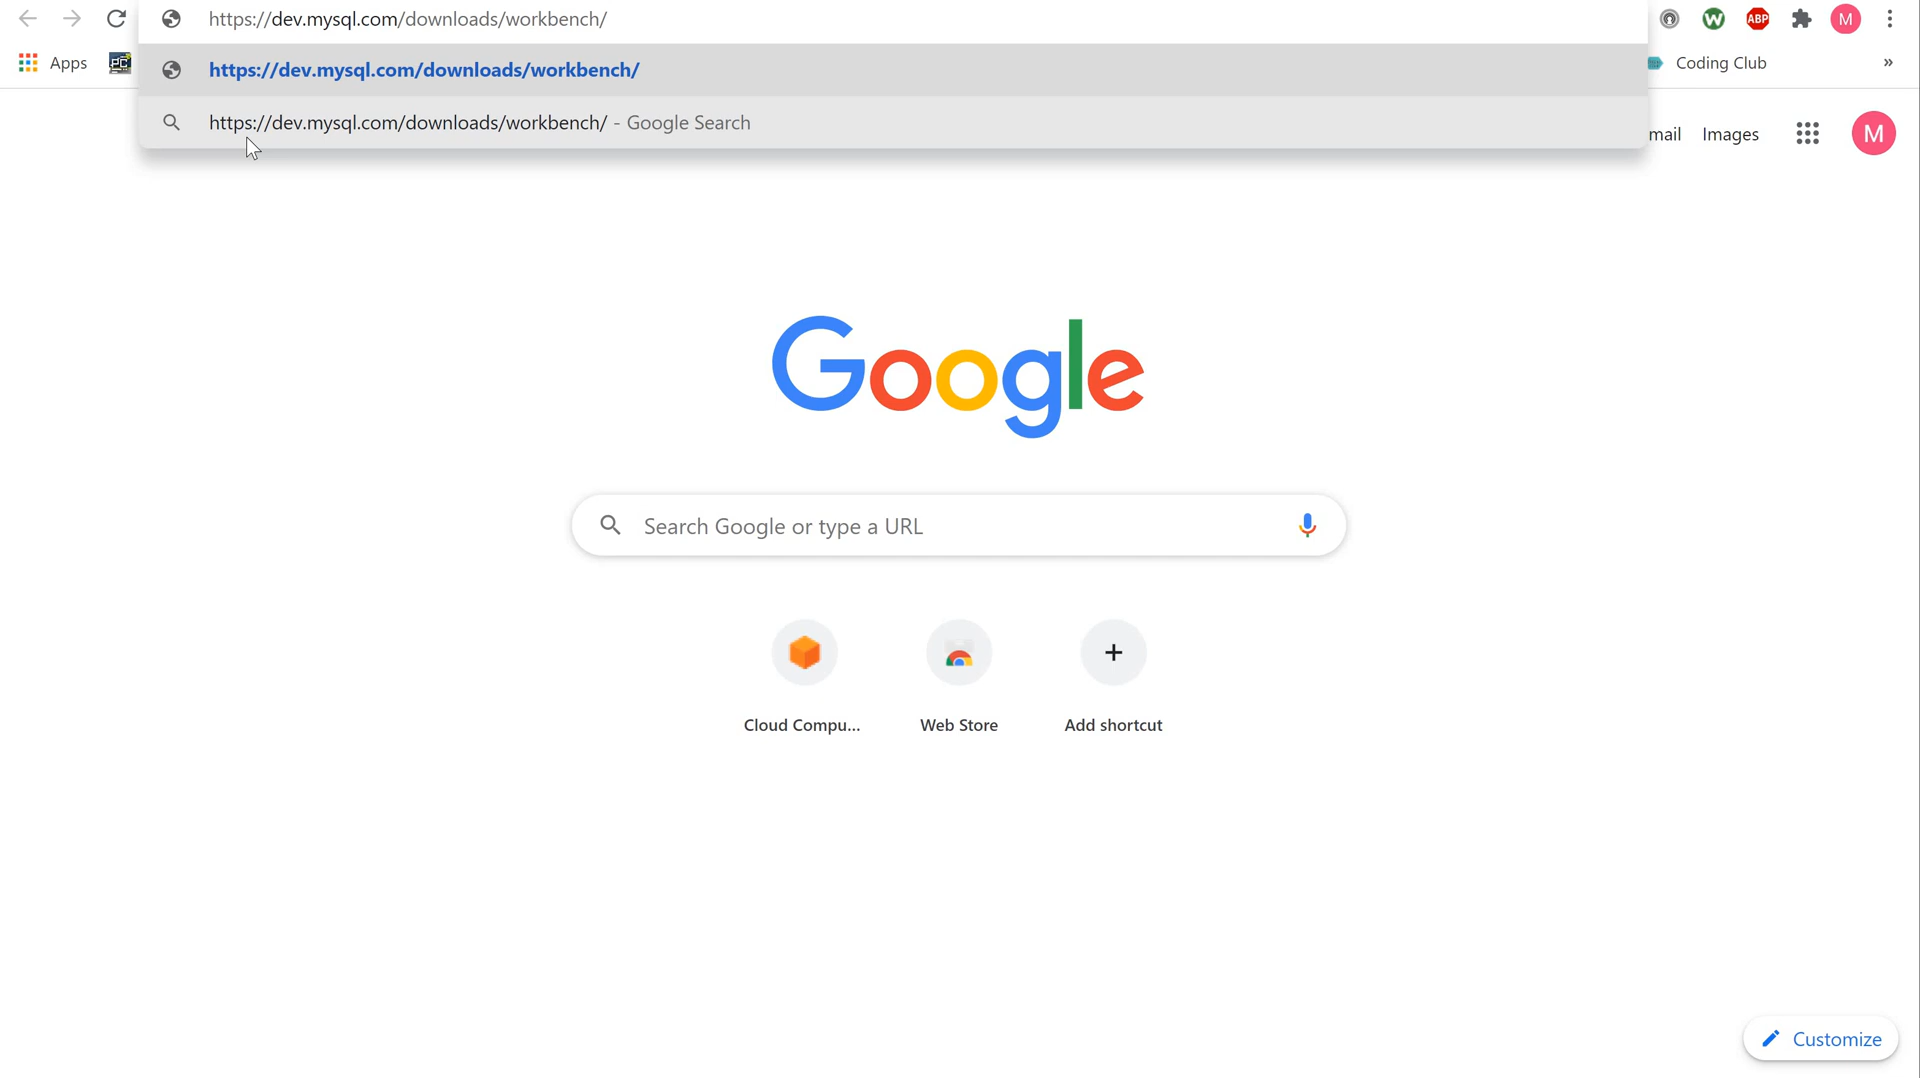 https://dev.mysql.com/downloads/workbench/
Apps
PC
https://dev.mysql.com/downloads/workbench/
W
ABP
M
Coding Club
»
https://dev.mysql.com/downloads/workbench/ - Google Search
mail
Images
M
Google
Search Google or type a URL
Cloud Compu...
Web Store
Add shortcut
Customize